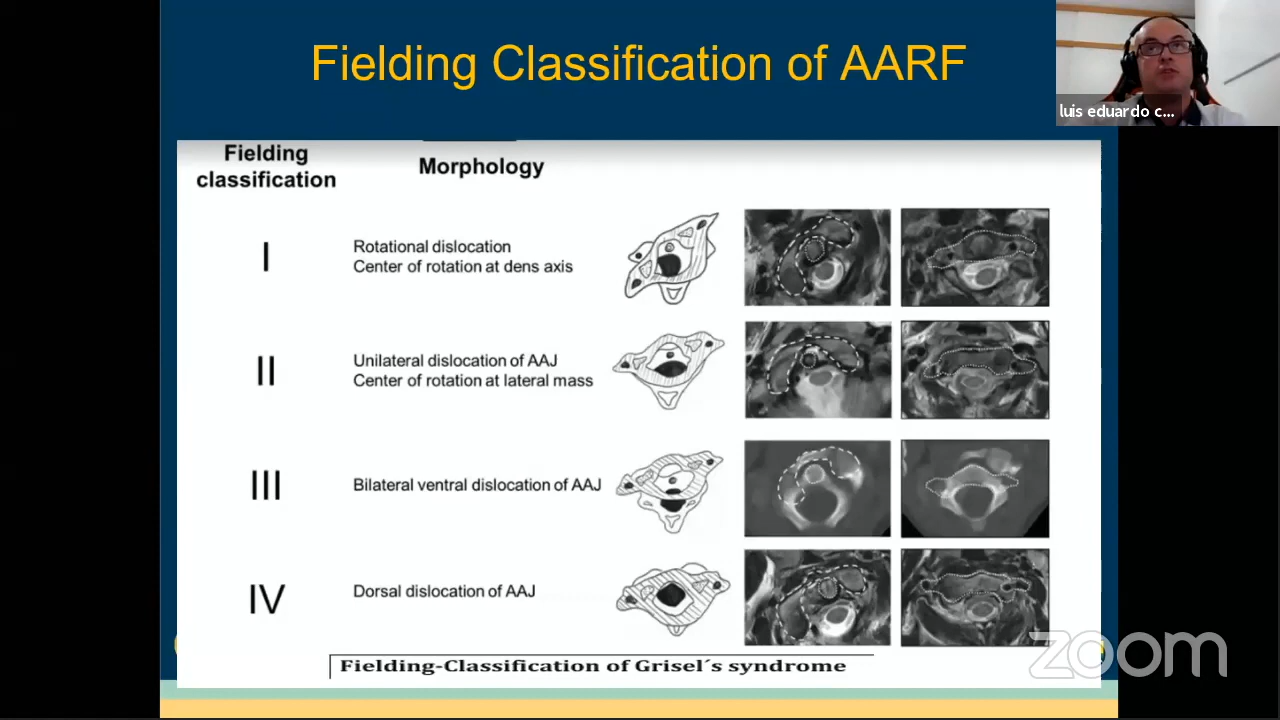 Fielding Classification of AARF
luis eduardo c...
Fielding
classification
Morphology
I
Rotational dislocation
Center of rotation at dens axis
II
Unilateral dislocation of AAJ
Center of rotation at lateral mass
III
Bilateral ventral dislocation of AAJ
IV
Dorsal dislocation of AAJ
Fielding-Classification of Grisel´s syndrome
zoom